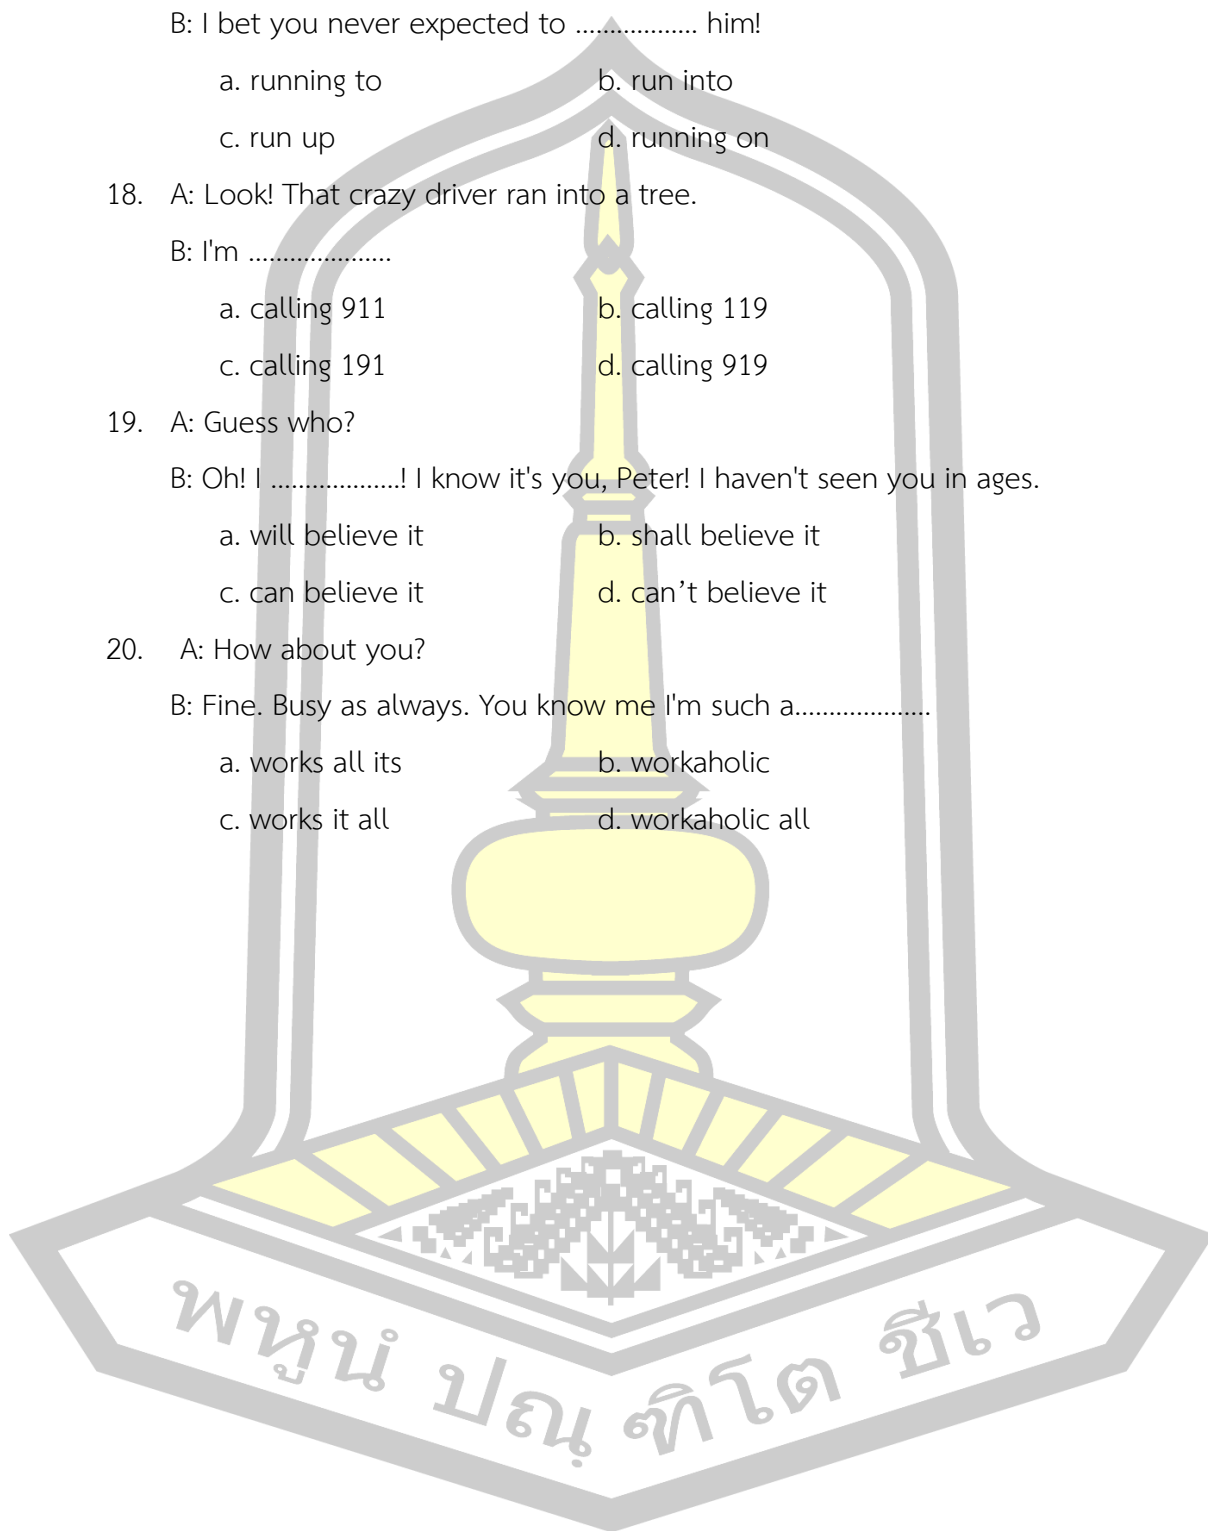 B: I bet you never expected to .................. him!
a. running to b. run into
c. run up d. running on
18. A: Look! That crazy driver ran into a tree.
B: I'm .....................
a. calling 911 b. calling 119
c. calling 191 d. calling 919
19. A: Guess who?
B: Oh! I ...................! I know it's you, Peter! I haven't seen you in ages.
a. will believe it b. shall believe it
c. can believe it d. can’t believe it
20. A: How about you?
B: Fine. Busy as always. You know me I'm such a....................
a. works all its b. workaholic
c. works it all d. workaholic all
พหูนํ ปณฺ ฑิโต ชีเว